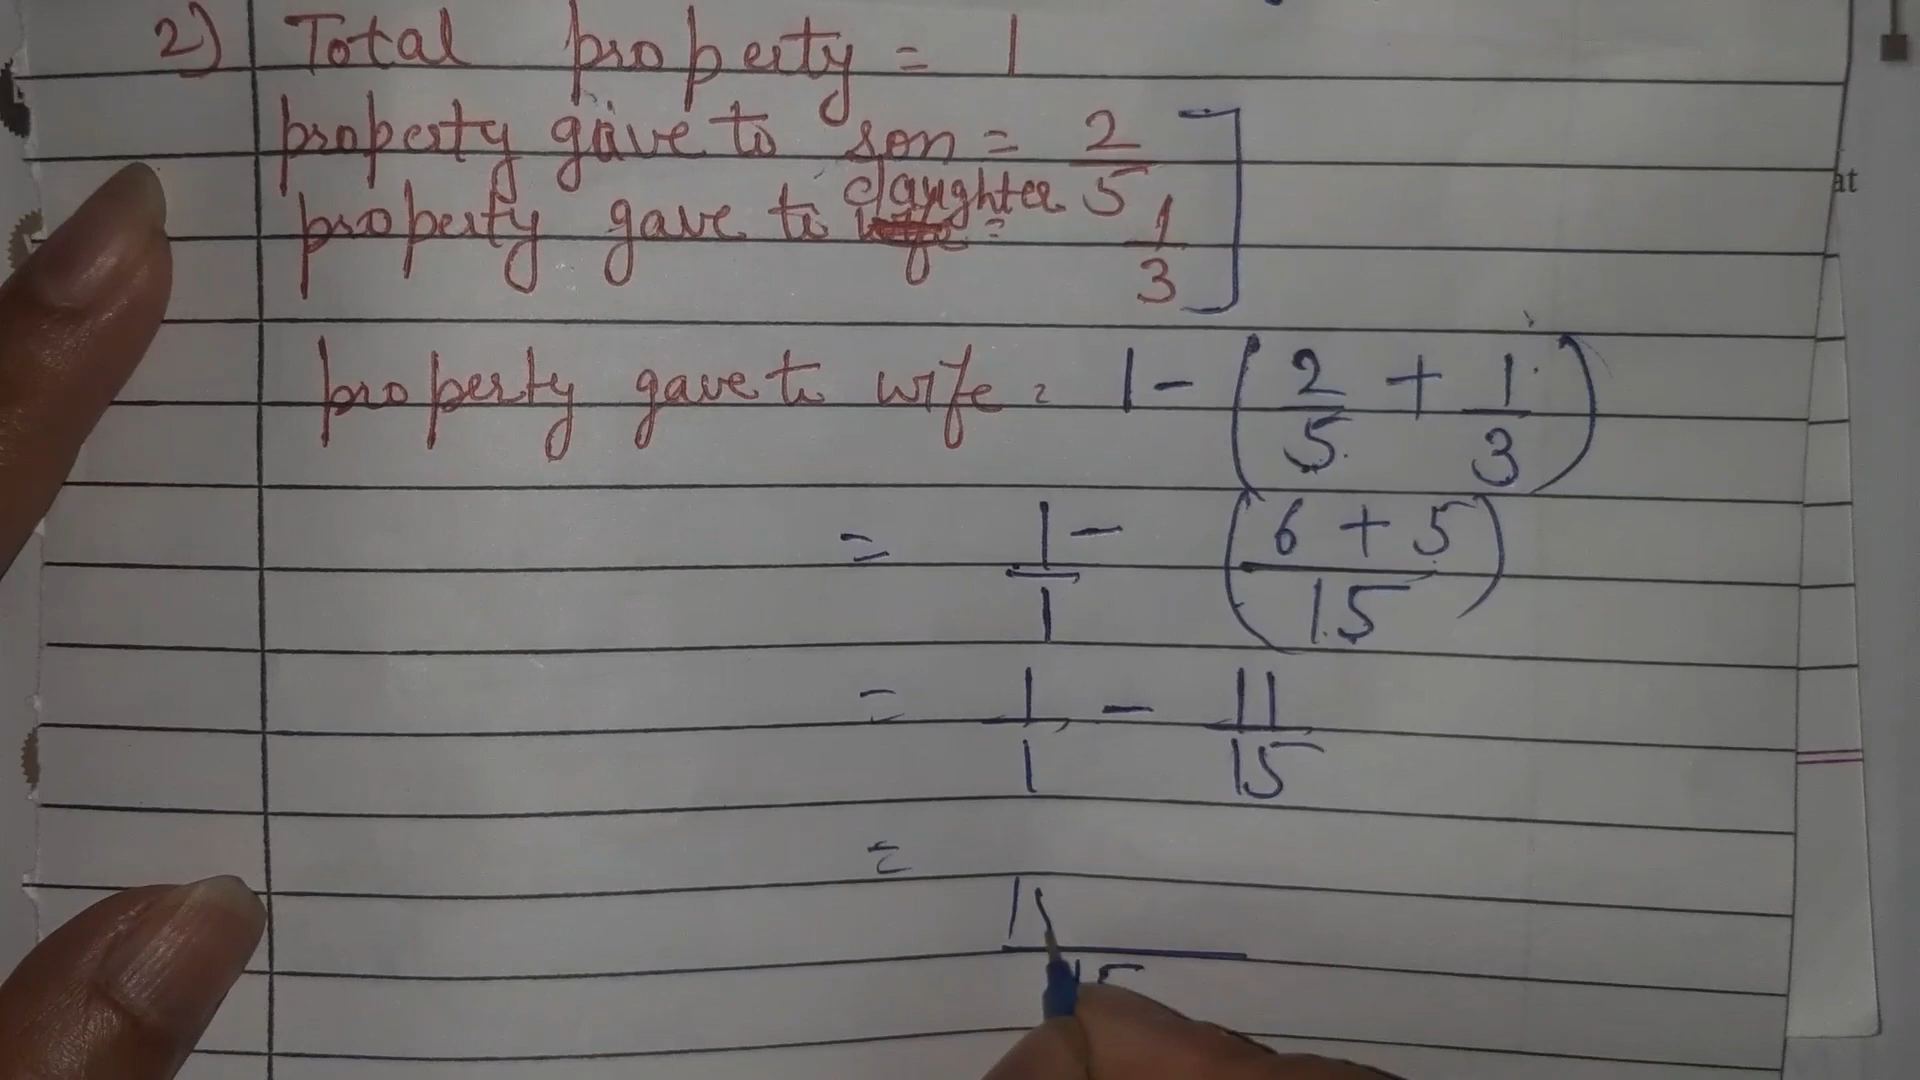 2) Total property = 1
property gave to son = 2/5
property gave to daughter = 1/3
property gave to wife = 1 - (2/5 + 1/3)
= 1/1 - (6 + 5/15)
= 1/1 - 11/15
= 15
at